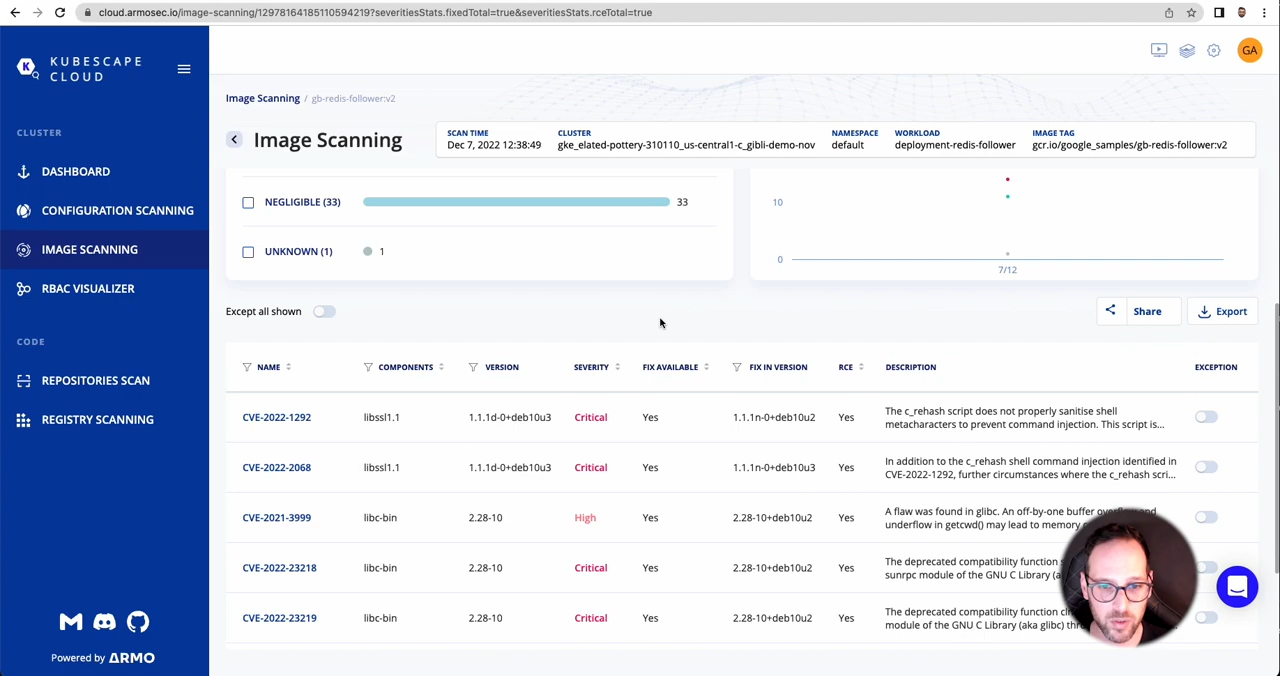 cloud.armosec.io/image-scanning/12978164185110594219?severitiesStats.fixedTotal=true&severitiesStats.rceTotal=true
KUBESCAPE
CLOUD
GA
CLUSTER
DASHBOARD
CONFIGURATION SCANNING
IMAGE SCANNING
RBAC VISUALIZER
CODE
REPOSITORIES SCAN
REGISTRY SCANNING
Powered by ARMO
Image Scanning / gb-redis-follower:v2
Image Scanning
SCAN TIME CLUSTER NAMESPACE WORKLOAD IMAGE TAG
Dec 7, 2022 12:38:49 gke_elated-pottery-310110_us-central1-c_gibli-demo-nov default deployment-redis-follower gcr.io/google_samples/gb-redis-follower:v2
NEGLIGIBLE (33) 33
UNKNOWN (1) 1
10
0
7/12
Except all shown
Share
Export
NAME COMPONENTS VERSION SEVERITY FIX AVAILABLE FIX IN VERSION RCE DESCRIPTION EXCEPTION
CVE-2022-1292 libssl1.1 1.1.1d-0+deb10u3 Critical Yes 1.1.1n-0+deb10u2 Yes The c_rehash script does not properly sanitise shell
metacharacters to prevent command injection. This script is...
CVE-2022-2068 libssl1.1 1.1.1d-0+deb10u3 Critical Yes 1.1.1n-0+deb10u3 Yes In addition to the c_rehash shell command injection identified in
CVE-2022-1292, further circumstances where the c_rehash scri...
CVE-2021-3999 libc-bin 2.28-10 High Yes 2.28-10+deb10u2 Yes A flaw was found in glibc. An off-by-one buffer overflow and
underflow in getcwd() may lead to memory
CVE-2022-23218 libc-bin 2.28-10 Critical Yes 2.28-10+deb10u2 Yes The deprecated compatibility function
sunrpc module of the GNU C Library (
CVE-2022-23219 libc-bin 2.28-10 Critical Yes 2.28-10+deb10u2 Yes The deprecated compatibility function
module of the GNU C Library (aka glibc)